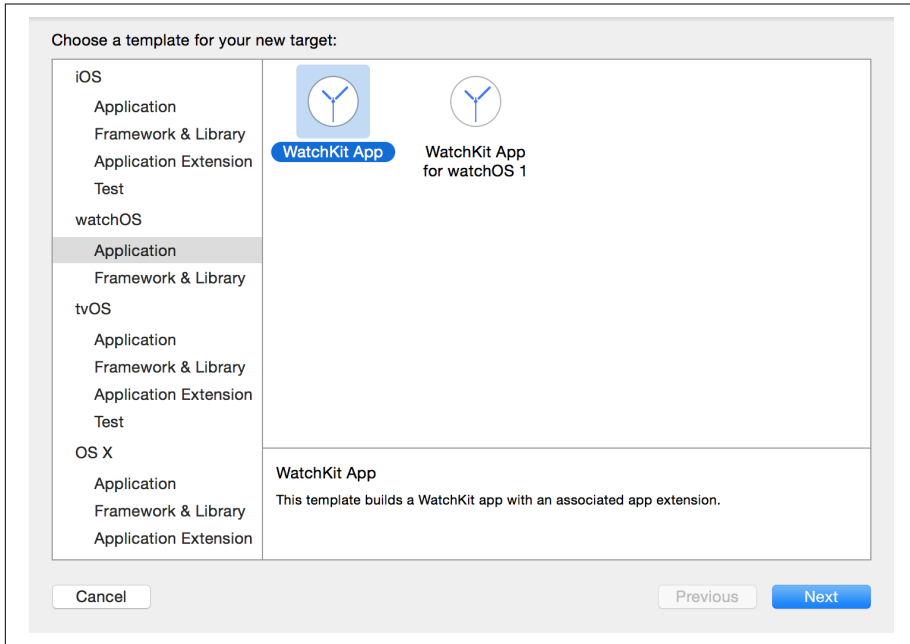 Choose a template for your new target:
iOS
Application
Framework & Library
Application Extension
Test
watchOS
Application
Framework & Library
tvOS
Application
Framework & Library
Application Extension
Test
OS X
Application
Framework & Library
Application Extension
WatchKit App
WatchKit App
for watchOS 1
WatchKit App
This template builds a WatchKit app with an associated app extension.
Cancel
Previous
Next